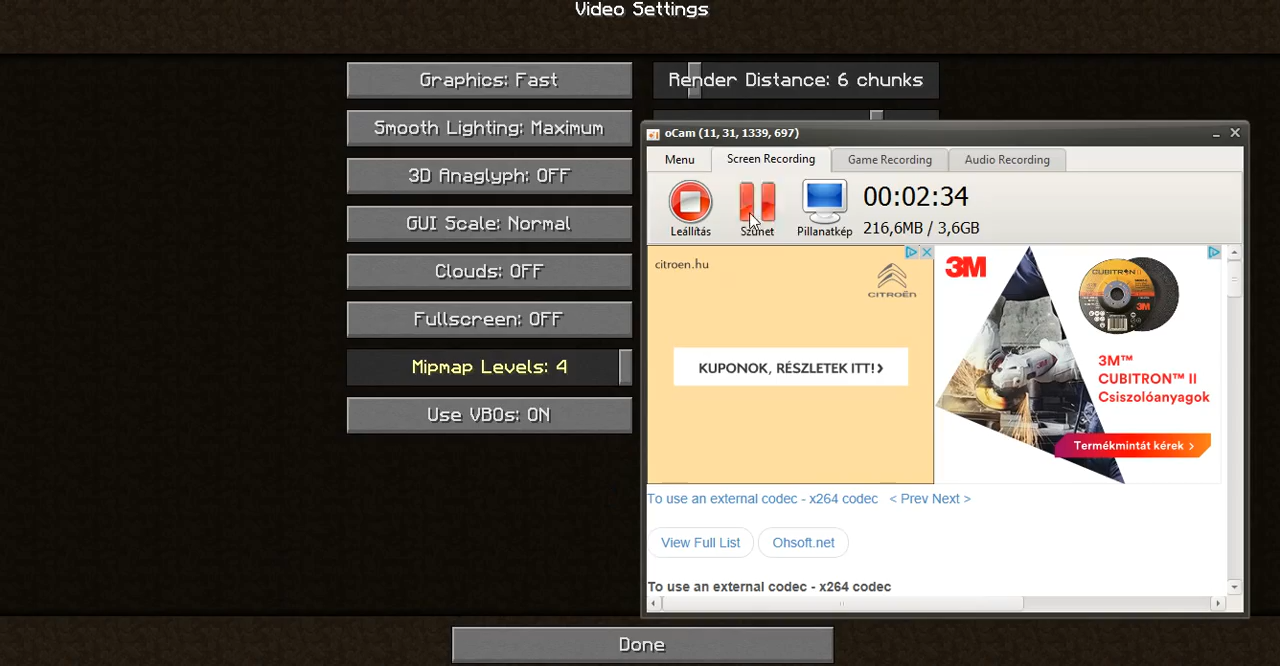 Video Settings
Graphics: Fast
Render Distance: 6 chunks
Smooth Lighting: Maximum
3D Anaglyph: OFF
GUI Scale: Normal
Clouds: OFF
Fullscreen: OFF
Mipmap Levels: 4
Use VBOs: ON
Done
oCam (11, 31, 1339, 697)
Menu
Screen Recording
Game Recording
Audio Recording
Leállítás
Szünet
Pillanatkép
00:02:34
216,6MB / 3,6GB
citroen.hu
CITROËN
KUPONOK, RÉSZLETEK ITT! >
3M
CUBITRON II
3M
3M™
CUBITRON™ II
Csiszolóanyagok
Termékmintát kérek >
To use an external codec - x264 codec < Prev Next >
View Full List
Ohsoft.net
To use an external codec - x264 codec